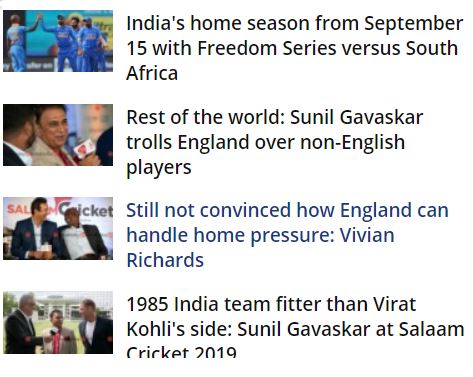 India's home season from September
15 with Freedom Series versus South
Africa
Rest of the world: Sunil Gavaskar
trolls England over non-English
players
SALAAM Cricket
Still not convinced how England can
handle home pressure: Vivian
Richards
1985 India team fitter than Virat
Kohli's side: Sunil Gavaskar at Salaam
Cricket 2019